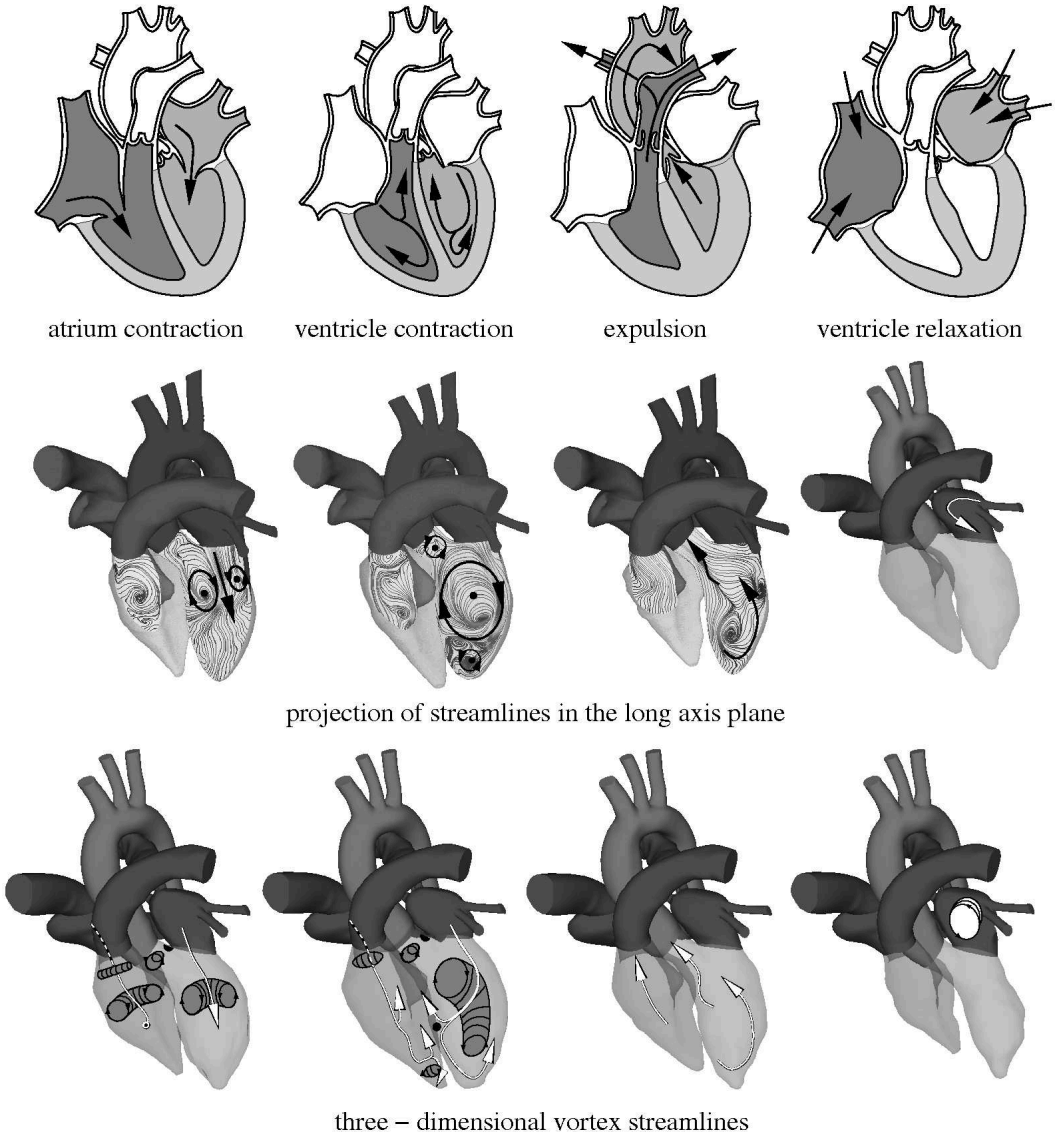 atrium contraction
ventricle contraction
expulsion
ventricle relaxation
projection of streamlines in the long axis plane
three – dimensional vortex streamlines